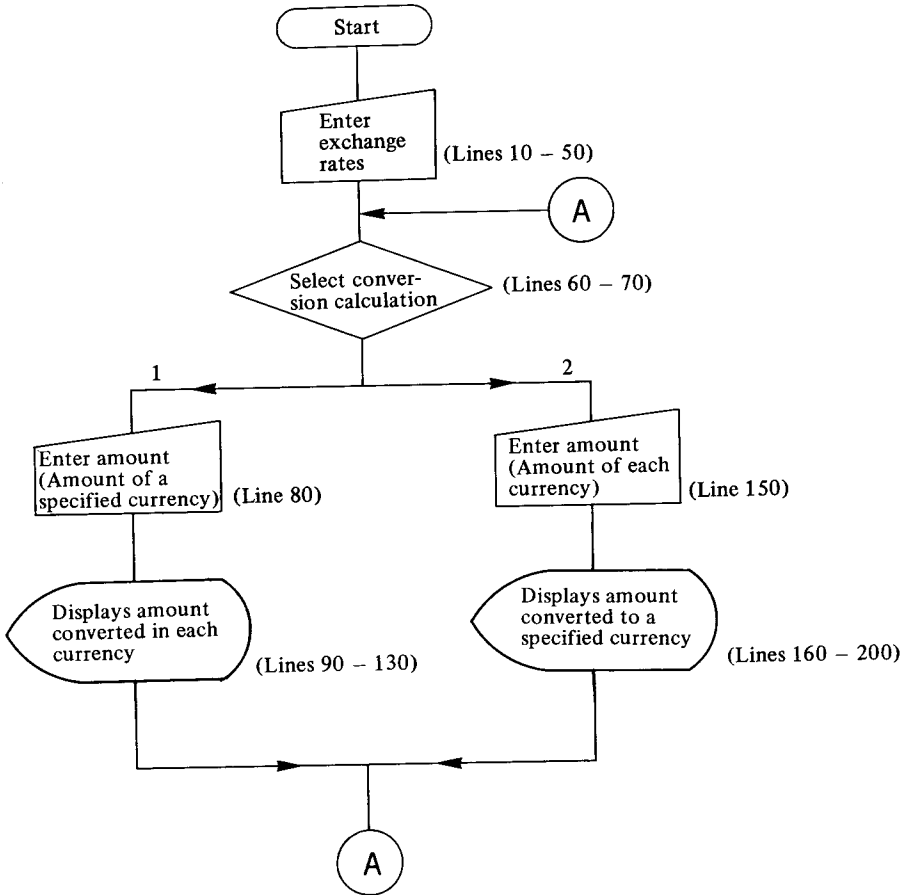 Start
Enter
exchange
rates
(Lines 10 – 50)
A
Select conver-
sion calculation
(Lines 60 – 70)
1
2
Enter amount
(Amount of a
specified currency)
(Line 80)
Enter amount
(Amount of each
currency)
(Line 150)
Displays amount
converted in each
currency
(Lines 90 – 130)
Displays amount
converted to a
specified currency
(Lines 160 – 200)
A